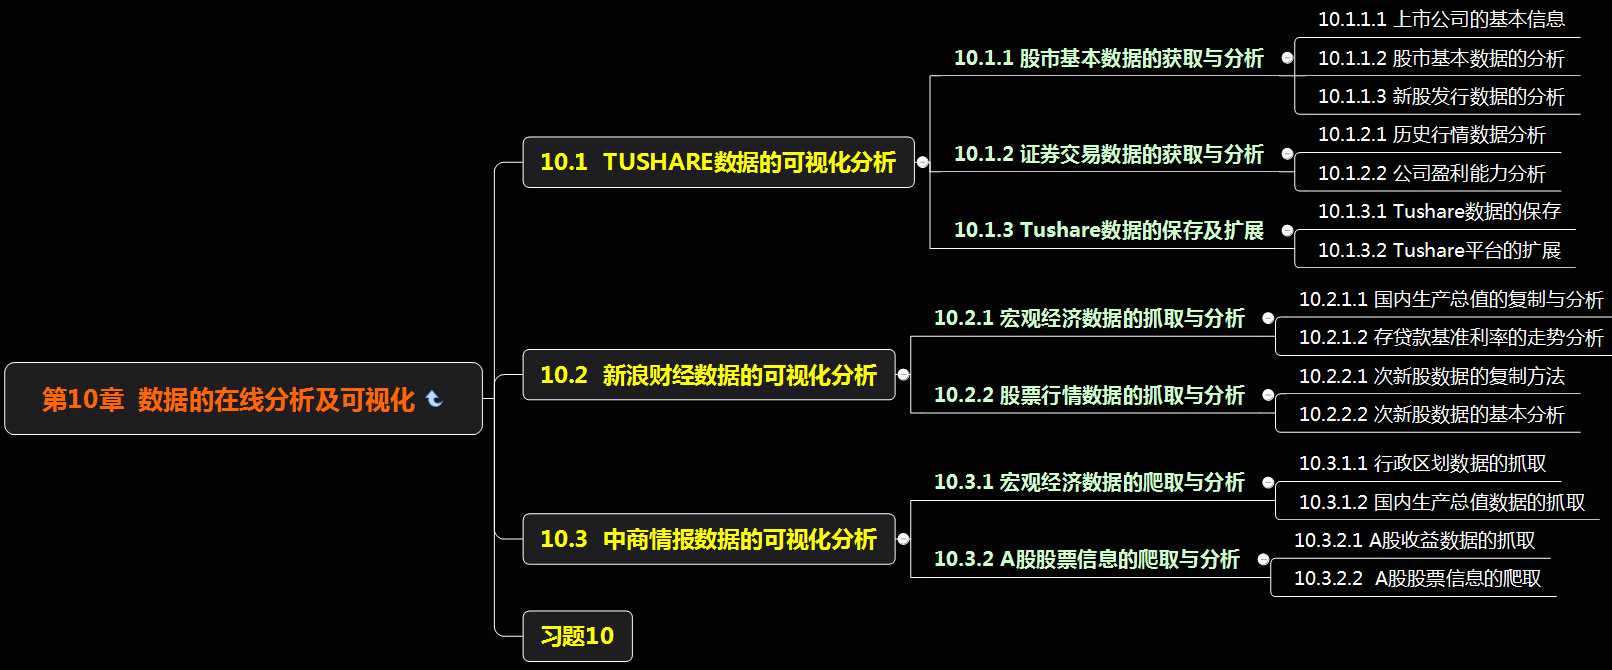 第10章  数据的在线分析及可视化
10.1  TUSHARE数据的可视化分析
10.1.1 股市基本数据的获取与分析
10.1.1.1 上市公司的基本信息
10.1.1.2 股市基本数据的分析
10.1.1.3 新股发行数据的分析
10.1.2 证券交易数据的获取与分析
10.1.2.1 历史行情数据分析
10.1.2.2 公司盈利能力分析
10.1.3 Tushare数据的保存及扩展
10.1.3.1 Tushare数据的保存
10.1.3.2 Tushare平台的扩展
10.2  新浪财经数据的可视化分析
10.2.1 宏观经济数据的抓取与分析
10.2.1.1 国内生产总值的复制与分析
10.2.1.2 存贷款基准利率的走势分析
10.2.2 股票行情数据的抓取与分析
10.2.2.1 次新股数据的复制方法
10.2.2.2 次新股数据的基本分析
10.3  中商情报数据的可视化分析
10.3.1 宏观经济数据的爬取与分析
10.3.1.1 行政区划数据的抓取
10.3.1.2 国内生产总值数据的抓取
10.3.2 A股股票信息的爬取与分析
10.3.2.1 A股收益数据的抓取
10.3.2.2  A股股票信息的爬取
习题10